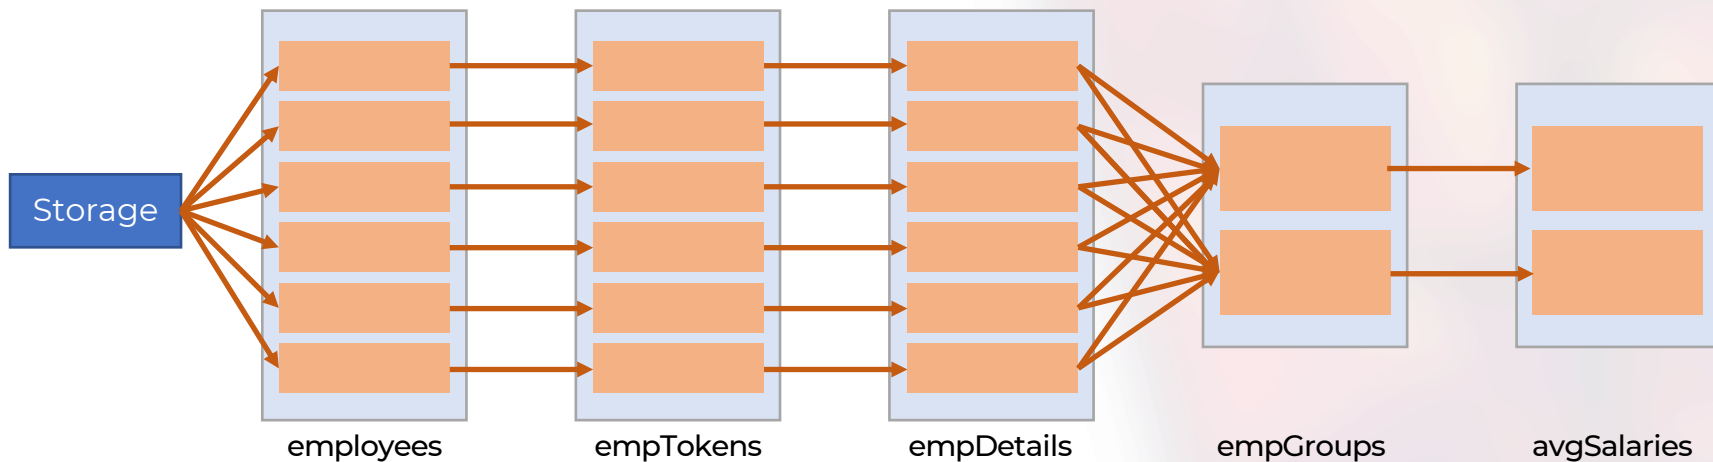 Storage
employees
empTokens
empDetails
empGroups
avgSalaries